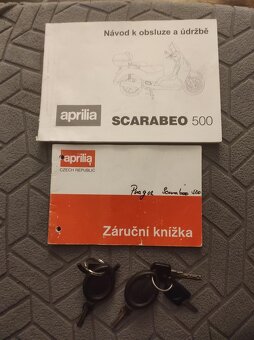 Návod k obsluze a údržbě
aprilia
SCARABEO 500
aprilia
CZECH REPUBLIC
Záruční knížka